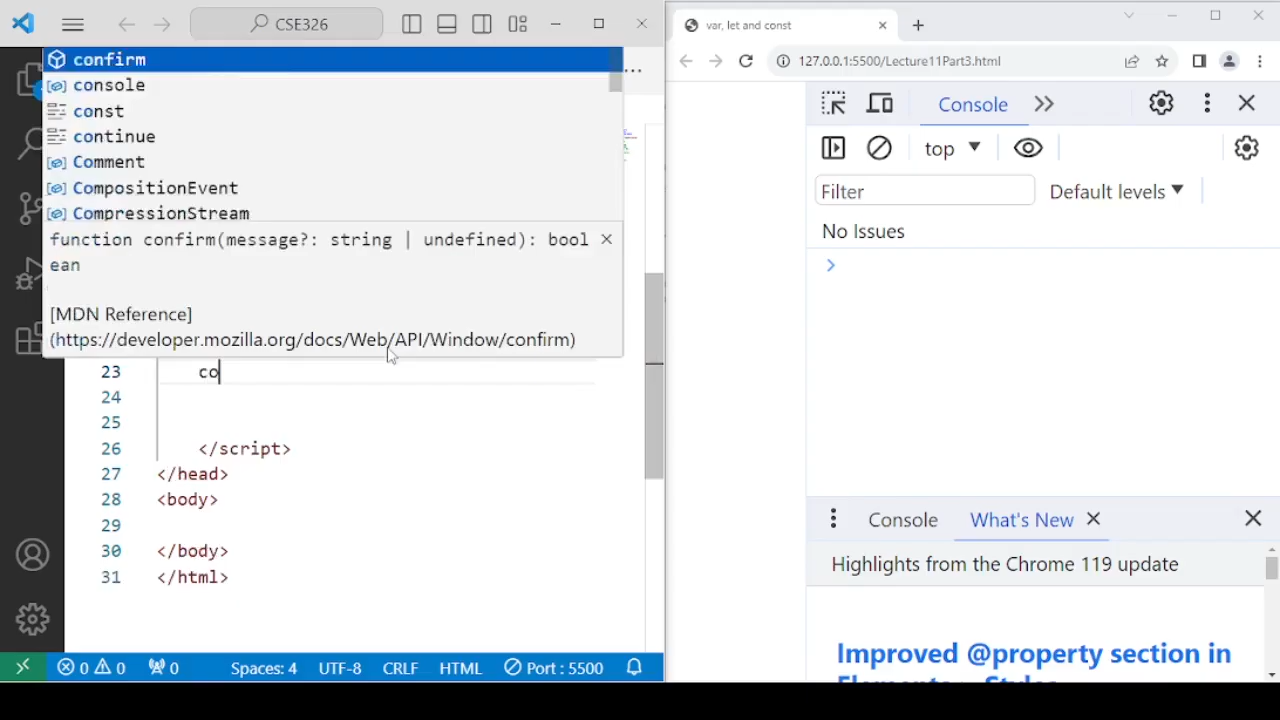 CSE326
confirm
console
const
continue
Comment
CompositionEvent
CompressionStream
function confirm(message?: string | undefined): bool
ean
[MDN Reference]
(https://developer.mozilla.org/docs/Web/API/Window/confirm)
23 co
24
25
26 </script>
27 </head>
28 <body>
29
30 </body>
31 </html>
0 0 0 Spaces: 4 UTF-8 CRLF HTML Port : 5500
var, let and const
127.0.0.1:5500/Lecture11Part3.html
Console
top
Filter Default levels
No Issues
Console What's New
Highlights from the Chrome 119 update
Improved @property section in